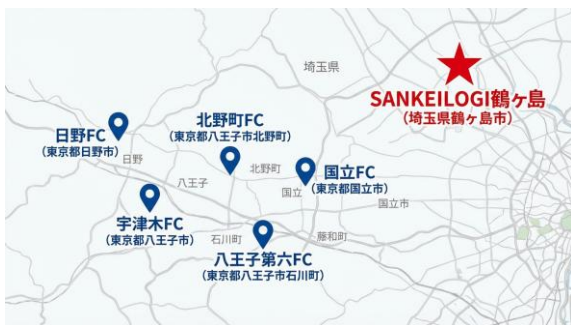 埼玉県
SANKEILOGI鶴ヶ島
（埼玉県鶴ヶ島市）
北野町FC
（東京都八王子市北野町）
日野FC
（東京都日野市）
日野
北野町
八王子
国立FC
（東京都国立市）
国立
国立市
宇津木FC
（東京都八王子市）
石川町
藤和町
八王子第六FC
（東京都八王子市石川町）